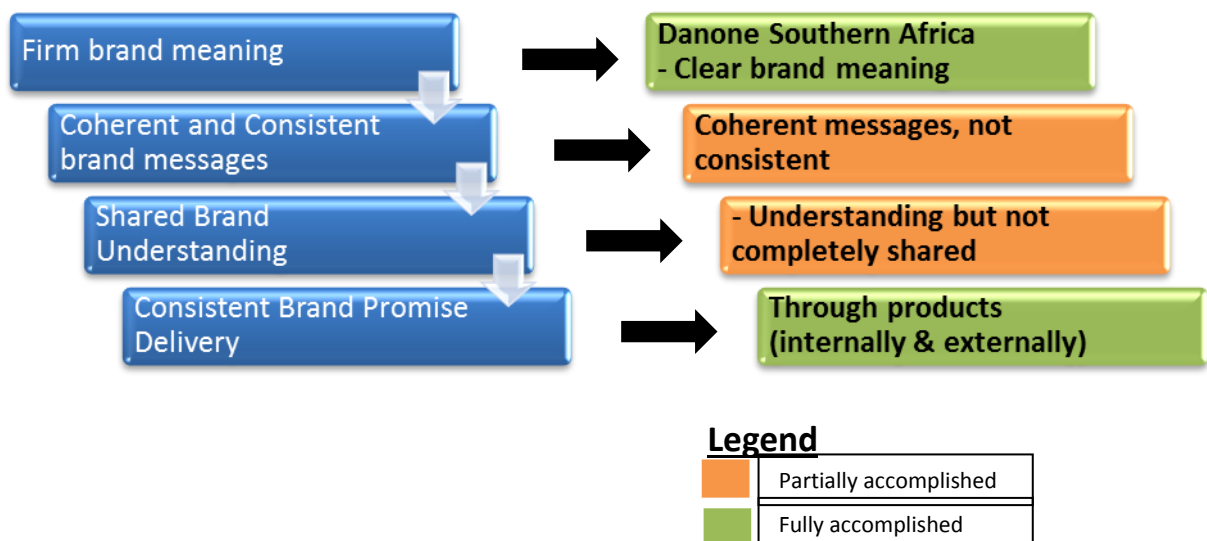 Firm brand meaning
Danone Southern Africa
- Clear brand meaning
Coherent and Consistent
brand messages
Coherent messages, not
consistent
Shared Brand
Understanding
- Understanding but not
completely shared
Consistent Brand Promise
Delivery
Through products
(internally & externally)
Legend
Partially accomplished
Fully accomplished